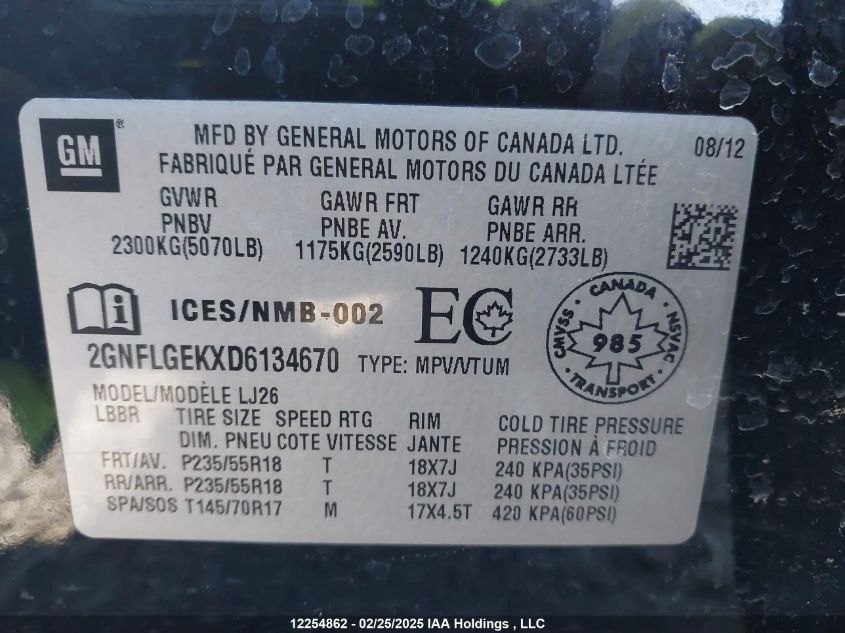 GM®
MFD BY GENERAL MOTORS OF CANADA LTD. 08/12
FABRIQUÉ PAR GENERAL MOTORS DU CANADA LTÉE
GVWR GAWR FRT GAWR RR
PNBV PNBE AV. PNBE ARR.
2300KG(5070LB) 1175KG(2590LB) 1240KG(2733LB)
i ICES/NMB-002 EC
CANADA
CMVSS 985 NSVAC
TRANSPORT
2GNFLGEKXD6134670 TYPE: MPV/VTUM
MODEL/MODÈLE LJ26
LBBR TIRE SIZE SPEED RTG RIM COLD TIRE PRESSURE
DIM. PNEU COTE VITESSE JANTE PRESSION À FROID
FRT/AV. P235/55R18 T 18X7J 240 KPA(35PSI)
RR/ARR. P235/55R18 T 18X7J 240 KPA(35PSI)
SPA/SOS T145/70R17 M 17X4.5T 420 KPA(60PSI)
12254862 - 02/25/2025 IAA Holdings , LLC